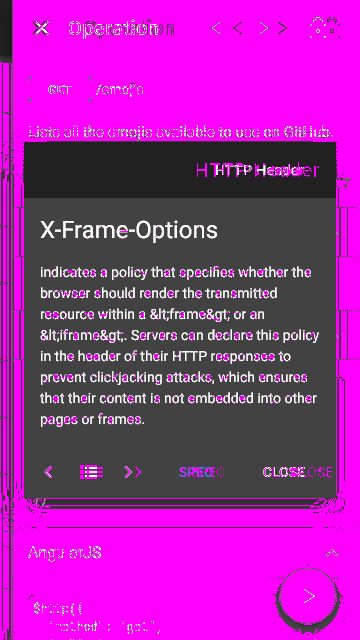 Operation
GET /emojis
Lists all the emojis available to use on GitHub.
HTTP Header
X-Frame-Options
indicates a policy that specifies whether the
browser should render the transmitted
resource within a &lt;frame&gt; or an
&lt;iframe&gt;. Servers can declare this policy
in the header of their HTTP responses to
prevent clickjacking attacks, which ensures
that their content is not embedded into other
pages or frames.
SPEC CLOSE
AngularJS
$http({
"method" : "get",